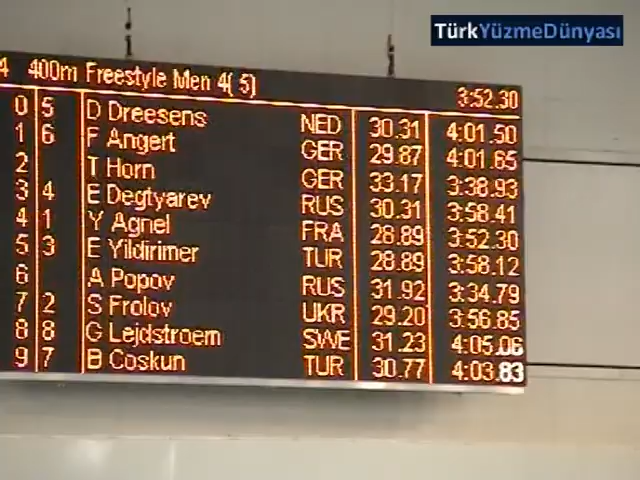 TürkYüzmeDünyası
4 400m Freestyle Men 4( 5) 3:52.30
0 5 D Dreesens NED 30.31 4:01.50
1 6 F Angert GER 29.87 4:01.65
2 T Horn GER 33.17 3:38.93
3 4 E Degtyarev RUS 30.31 3:58.41
4 1 Y Agnel FRA 28.89 3:52.30
5 3 E Yildirimer TUR 28.89 3:58.12
6 A Popov RUS 31.92 3:34.79
7 2 S Frolov UKR 29.20 3:56.85
8 8 G Lejdstroem SWE 31.23 4:05.06
9 7 B Coskun TUR 30.77 4:03.83